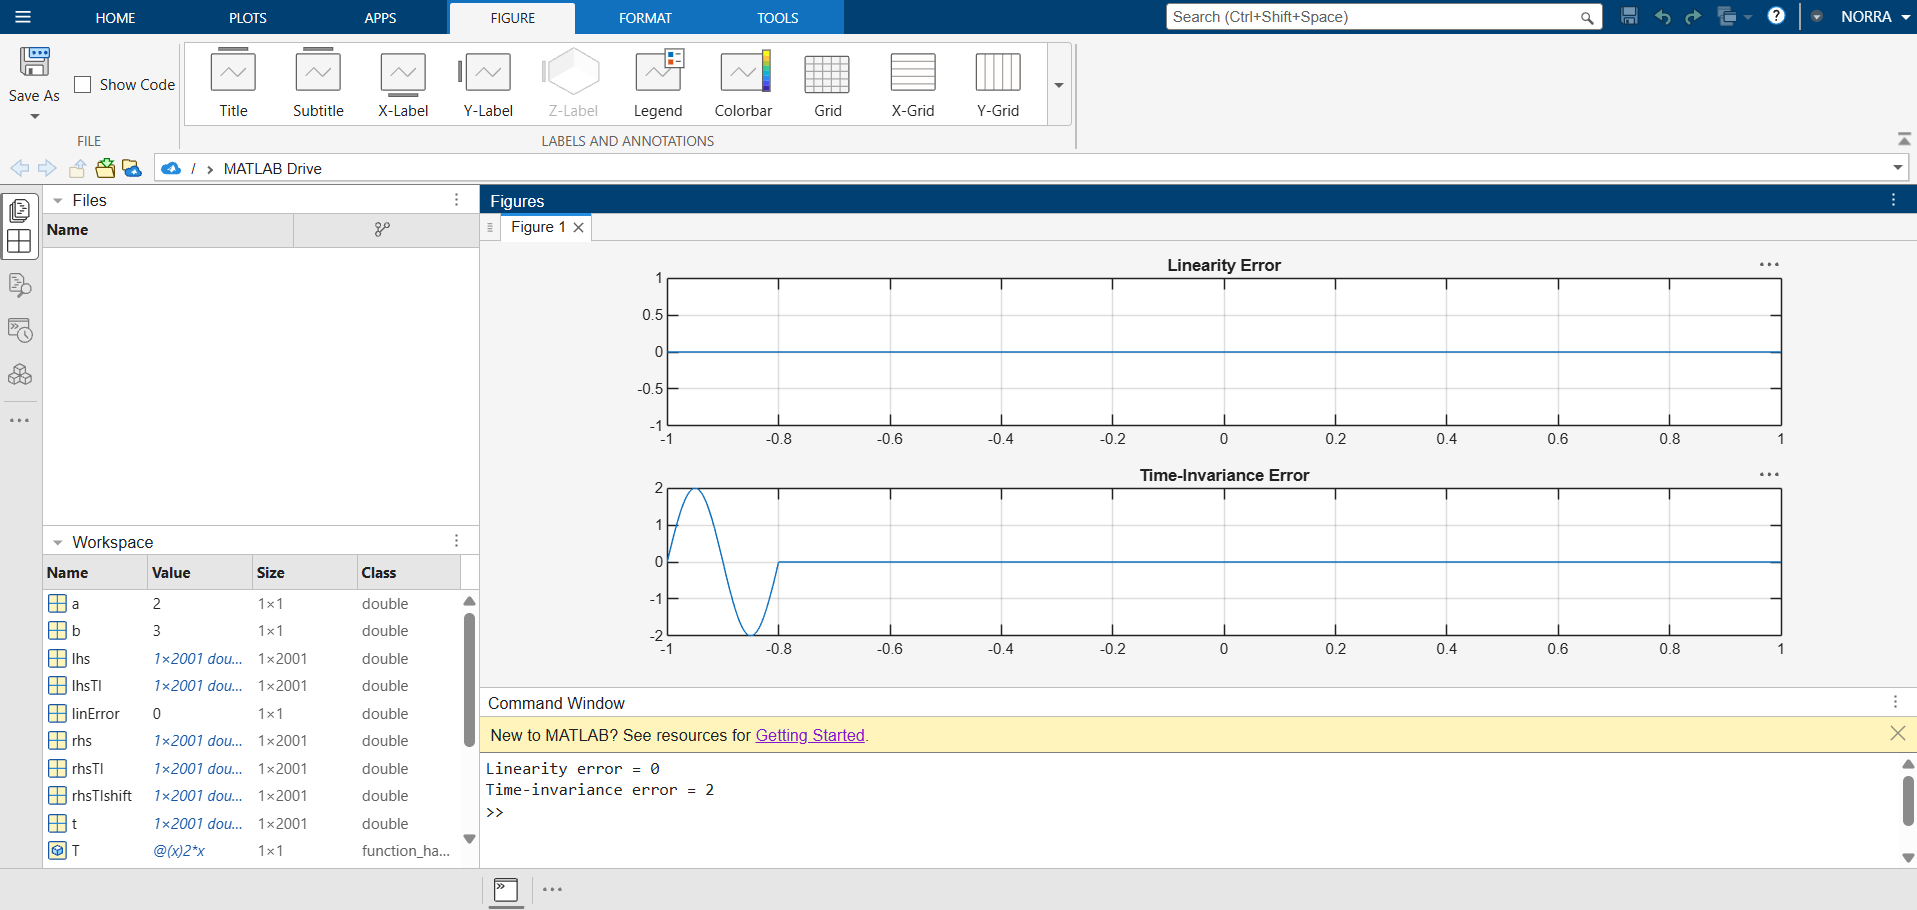 HOME PLOTS APPS FIGURE FORMAT TOOLS Search (Ctrl+Shift+Space) NORRA
Save As
Show Code
Title Subtitle X-Label Y-Label Z-Label Legend Colorbar Grid X-Grid Y-Grid
FILE LABELS AND ANNOTATIONS
/ › MATLAB Drive
Files
Name
Workspace
Name Value Size Class
a 2 1×1 double
b 3 1×1 double
lhs 1×2001 dou... 1×2001 double
lhsTI 1×2001 dou... 1×2001 double
linError 0 1×1 double
rhs 1×2001 dou... 1×2001 double
rhsTI 1×2001 dou... 1×2001 double
rhsTIshift 1×2001 dou... 1×2001 double
t 1×2001 dou... 1×2001 double
T @(x)2*x 1×1 function_ha...
Figures
Figure 1
Linearity Error
1
0.5
0
-0.5
-1
-1 -0.8 -0.6 -0.4 -0.2 0 0.2 0.4 0.6 0.8 1
Time-Invariance Error
2
1
0
-1
-2
-1 -0.8 -0.6 -0.4 -0.2 0 0.2 0.4 0.6 0.8 1
Command Window
New to MATLAB? See resources for Getting Started.
Linearity error = 0
Time-invariance error = 2
>>